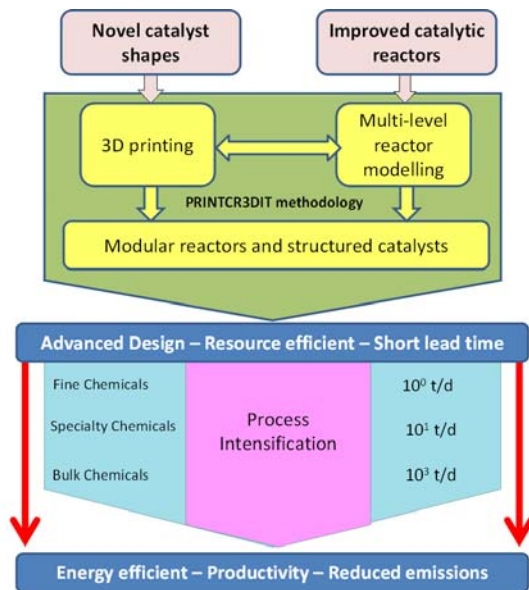 Novel catalyst
shapes
Improved catalytic
reactors
3D printing
Multi-level
reactor
modelling
PRINTCR3DIT methodology
Modular reactors and structured catalysts
Advanced Design – Resource efficient – Short lead time
Fine Chemicals
10⁰ t/d
Specialty Chemicals
Process
Intensification
10¹ t/d
Bulk Chemicals
10³ t/d
Energy efficient – Productivity – Reduced emissions